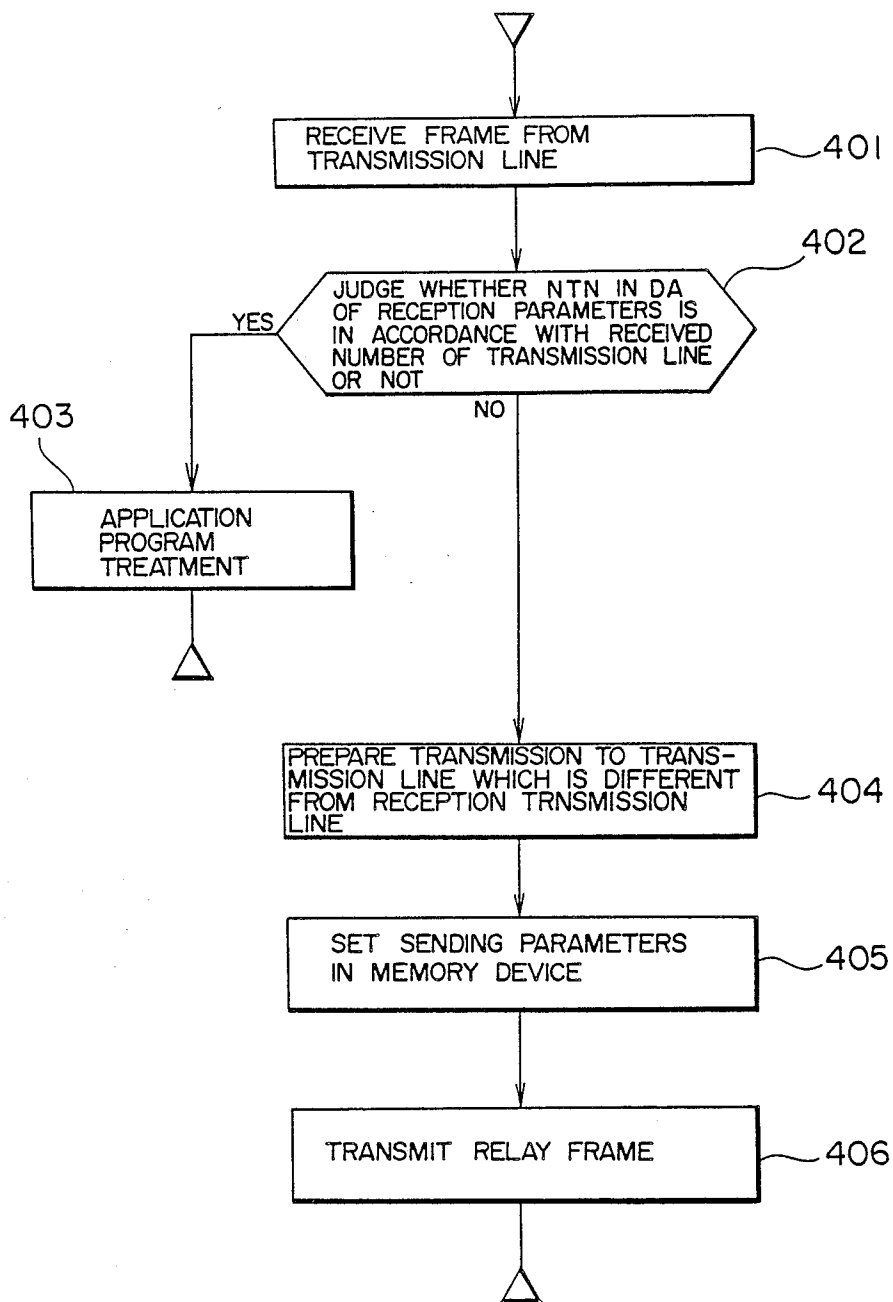 RECEIVE FRAME FROM
TRANSMISSION LINE
401
402
JUDGE WHETHER NTN IN DA
OF RECEPTION PARAMETERS IS
IN ACCORDANCE WITH RECEIVED
NUMBER OF TRANSMISSION LINE
OR NOT
YES
NO
403
APPLICATION
PROGRAM
TREATMENT
PREPARE TRANSMISSION TO TRANS-
MISSION LINE WHICH IS DIFFERENT
FROM RECEPTION TRNSMISSION
LINE
404
SET SENDING PARAMETERS
IN MEMORY DEVICE
405
TRANSMIT RELAY FRAME
406